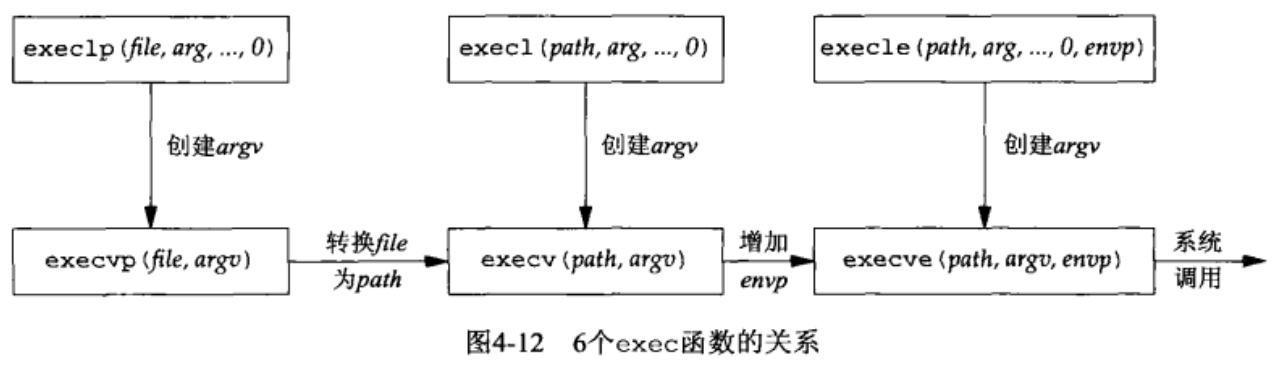 execlp(file, arg, ..., 0)
execl(path, arg, ..., 0)
execle(path, arg, ..., 0, envp)
创建argv
创建argv
创建argv
execvp(file, argv)
转换file
为path
execv(path, argv)
增加
envp
execve(path, argv, envp)
系统
调用
图4-12 6个exec函数的关系